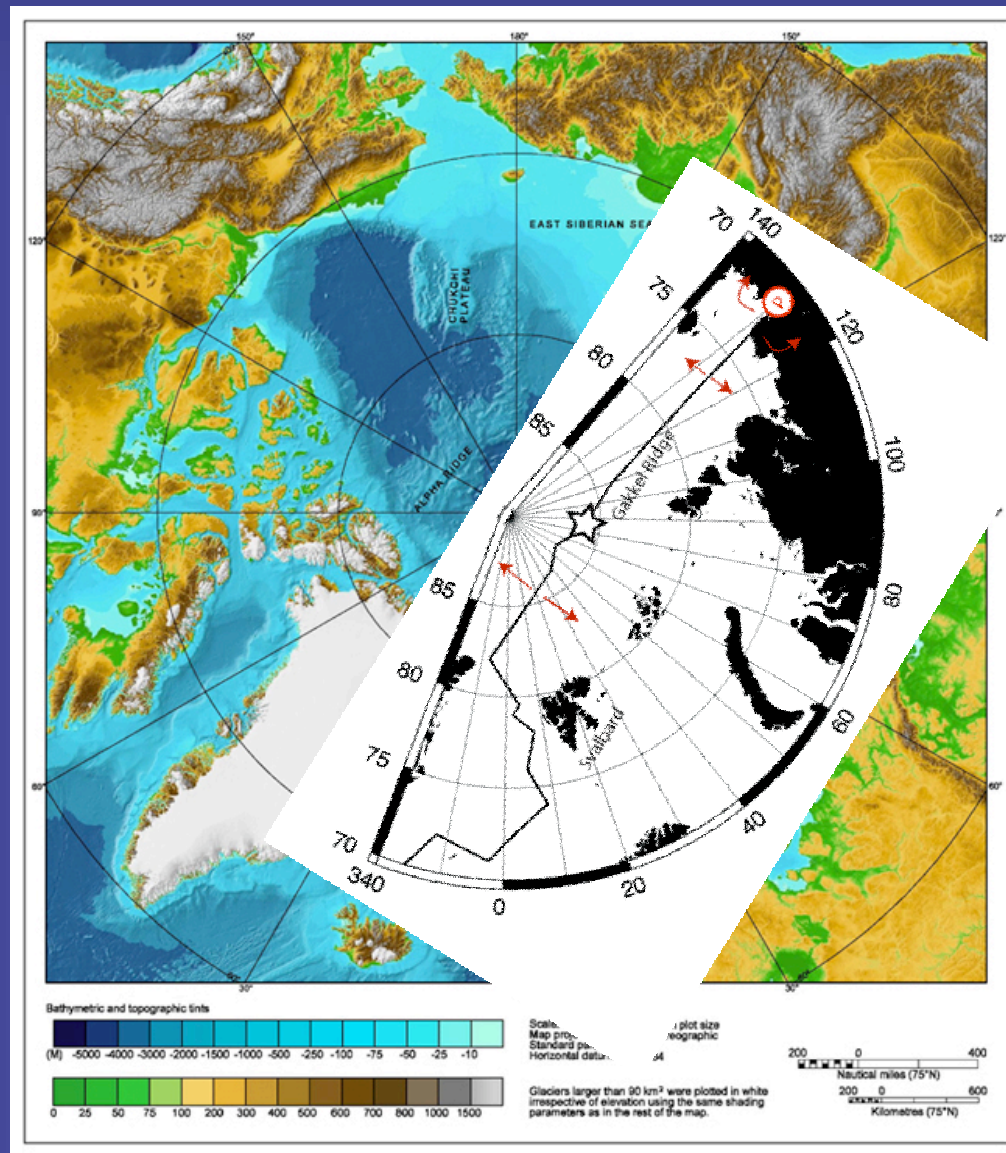 150°
180°
150°
120°
120°
EAST SIBERIAN SEA
CHUKCHI
PLATEAU
ALPHA RIDGE
90°
60°
60°
30°
30°
70
140
75
P
120
80
85
100
Gakkel Ridge
85
80
80
60
Svalbard
75
40
70
340
20
0
Bathymetric and topographic tints
(M) -5000 -4000 -3000 -2000 -1500 -1000 -500 -250 -100 -75 -50 -25 -10
0 25 50 75 100 200 300 400 500 600 700 800 1000 1500
plot size
Map
Horizontal
Glaciers larger than 90 km² were plotted in white
irrespective of elevation using the same shading
parameters as in the rest of the map.
200 0 400
Nautical miles (75°N)
200 0 600
Kilometres (75°N)